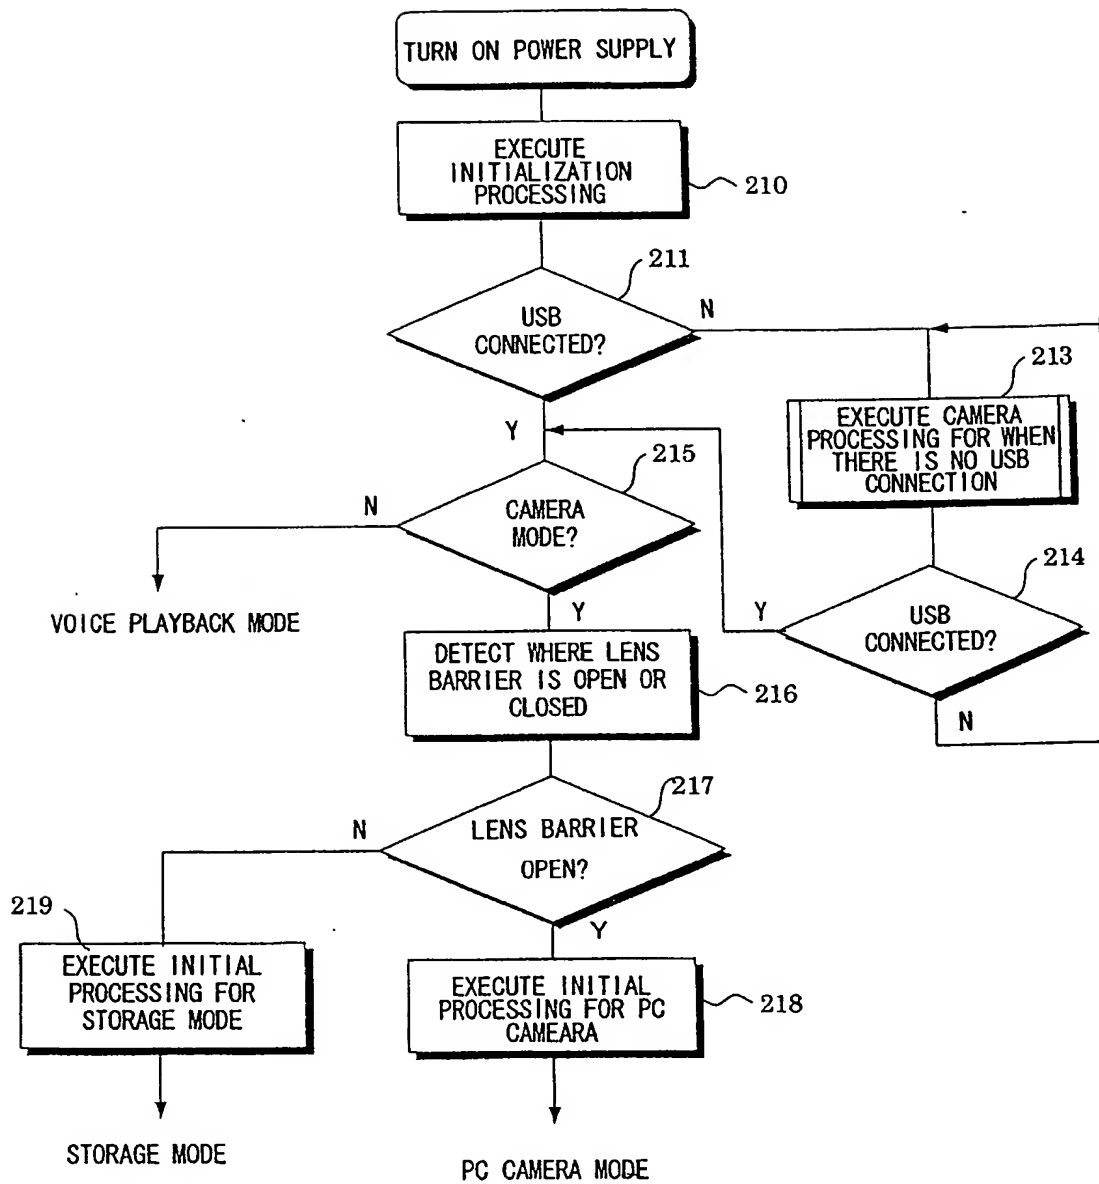 TURN ON POWER SUPPLY
EXECUTE
INITIALIZATION
PROCESSING
210
211
USB
CONNECTED?
N
Y
213
EXECUTE CAMERA
PROCESSING FOR WHEN
THERE IS NO USB
CONNECTION
215
CAMERA
MODE?
N
Y
VOICE PLAYBACK MODE
214
USB
CONNECTED?
Y
N
DETECT WHERE LENS
BARRIER IS OPEN OR
CLOSED
216
217
LENS BARRIER
OPEN?
N
Y
219
EXECUTE INITIAL
PROCESSING FOR
STORAGE MODE
EXECUTE INITIAL
PROCESSING FOR PC
CAMEARA
218
STORAGE MODE
PC CAMERA MODE